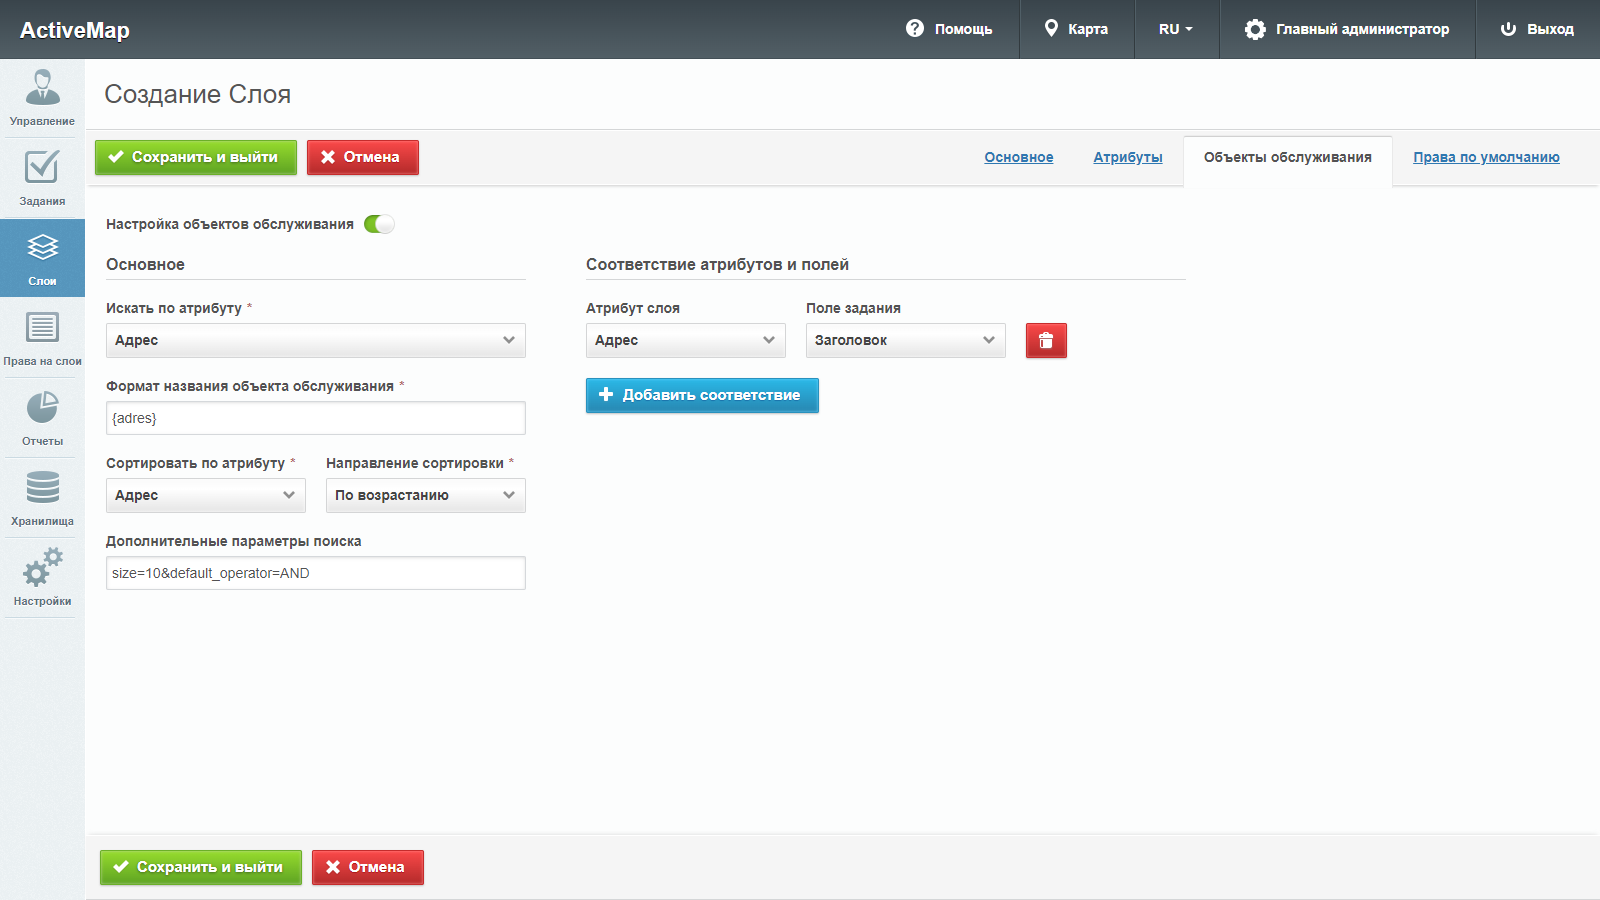 ActiveMap
Помощь
Карта
RU
Главный администратор
Выход
Управление
Задания
Слои
Права на слои
Отчеты
Хранилища
Настройки
Создание Слоя
Сохранить и выйти
Отмена
Основное
Атрибуты
Объекты обслуживания
Права по умолчанию
Настройка объектов обслуживания
Основное
Искать по атрибуту *
Адрес
Формат названия объекта обслуживания *
{adres}
Сортировать по атрибуту *
Направление сортировки *
Адрес
По возрастанию
Дополнительные параметры поиска
size=10&default_operator=AND
Соответствие атрибутов и полей
Атрибут слоя
Поле задания
Адрес
Заголовок
Добавить соответствие
Сохранить и выйти
Отмена